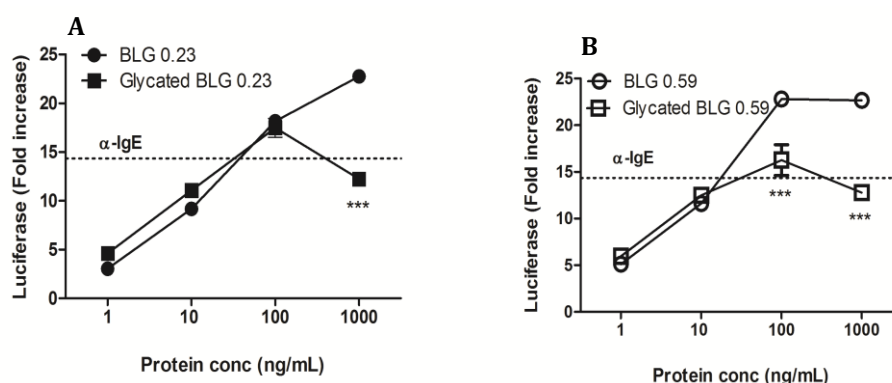 A
BLG 0.23
Glycated BLG 0.23
α-IgE
***
Luciferase (Fold increase)
25
20
15
10
5
0
1 10 100 1000
Protein conc (ng/mL)
B
BLG 0.59
Glycated BLG 0.59
α-IgE
***
***
Luciferase (Fold increase)
25
20
15
10
5
0
1 10 100 1000
Protein conc (ng/mL)